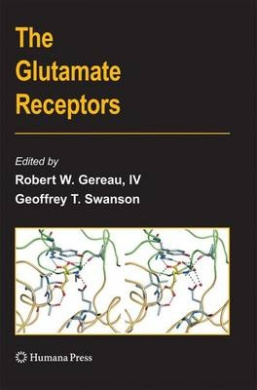 The
Glutamate
Receptors
Edited by
Robert W. Gereau, IV
Geoffrey T. Swanson
Humana Press